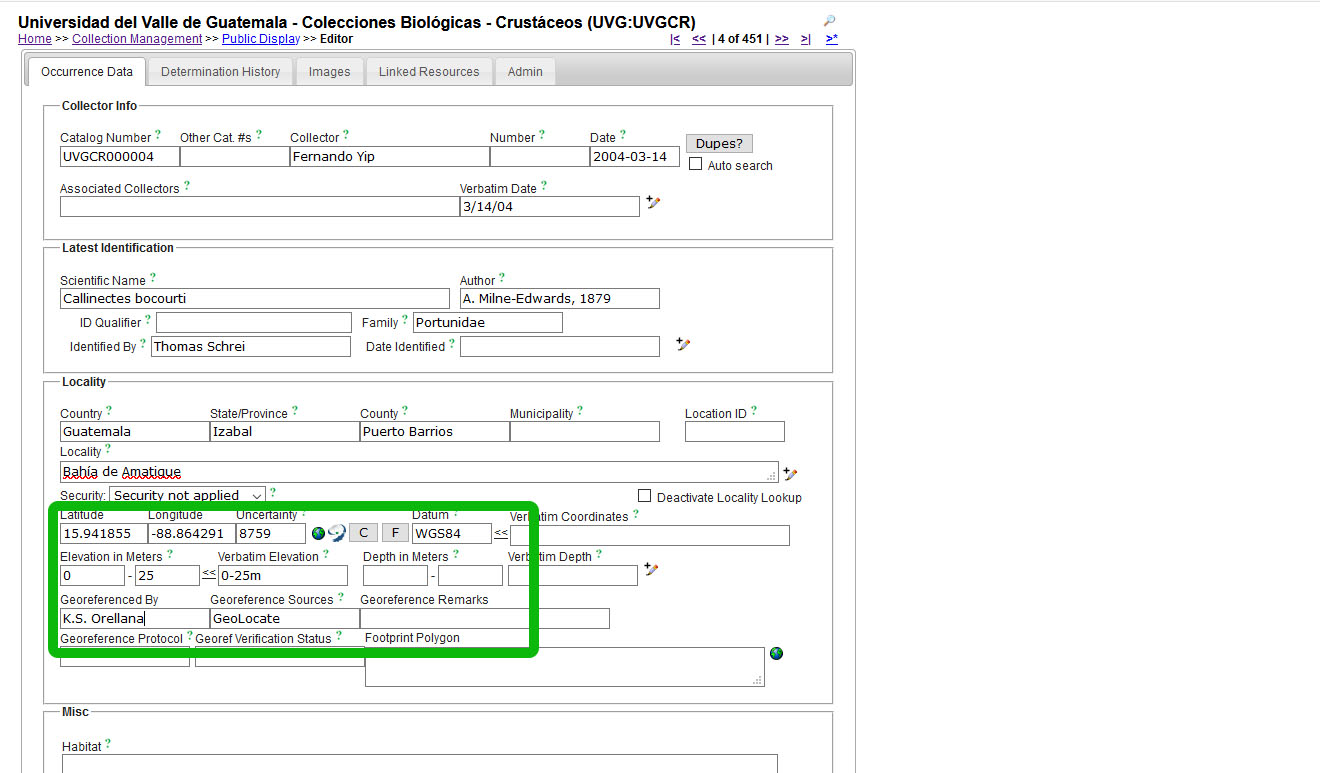 Universidad del Valle de Guatemala - Colecciones Biológicas - Crustáceos (UVG:UVGCR)
Home >> Collection Management >> Public Display >> Editor |< << | 4 of 451 | >> >| >*
Occurrence Data Determination History Images Linked Resources Admin
Collector Info
Catalog Number ? Other Cat. #s ? Collector ? Number ? Date ? Dupes?
UVGCR000004 Fernando Yip 2004-03-14 Auto search
Associated Collectors ? Verbatim Date ?
3/14/04
Latest Identification
Scientific Name ? Author ?
Callinectes bocourti A. Milne-Edwards, 1879
ID Qualifier ? Family ? Portunidae
Identified By ? Thomas Schrei Date Identified ?
Locality
Country ? State/Province ? County ? Municipality ? Location ID ?
Guatemala Izabal Puerto Barrios
Locality ?
Bahía de Amatique
Security: Security not applied ? Deactivate Locality Lookup
Latitude Longitude Uncertainty ? Datum ? Verbatim Coordinates ?
15.941855 -88.864291 8759 C F WGS84 <<
Elevation in Meters ? Verbatim Elevation ? Depth in Meters ? Verbatim Depth ?
0 - 25 << 0-25m -
Georeferenced By Georeference Sources ? Georeference Remarks
K.S. Orellana GeoLocate
Georeference Protocol ? Georef Verification Status ? Footprint Polygon
Misc
Habitat ?